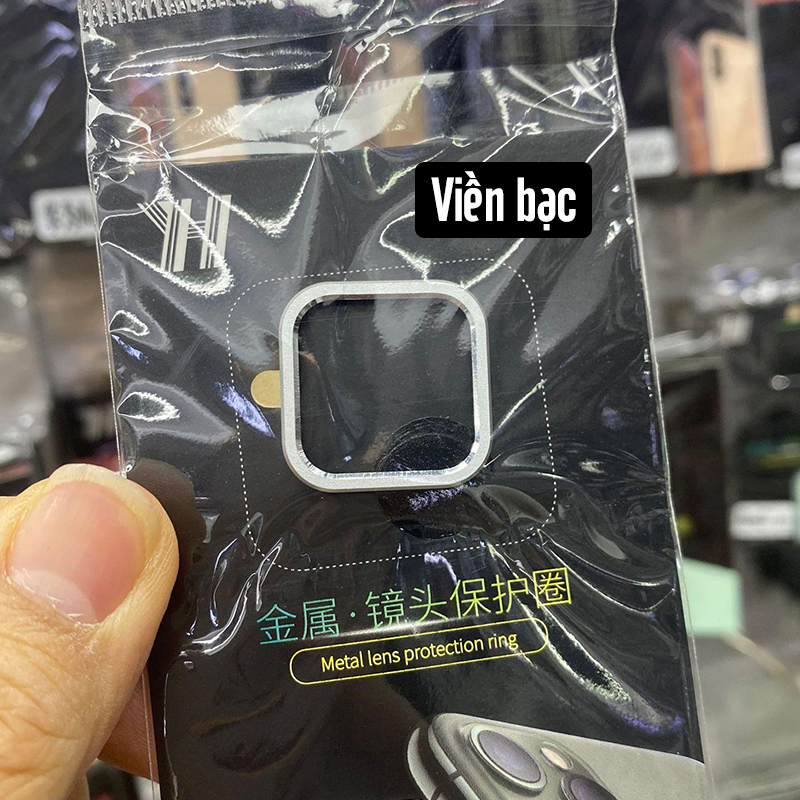 Viền bạc
YH
金属·镜头保护圈
Metal lens protection ring